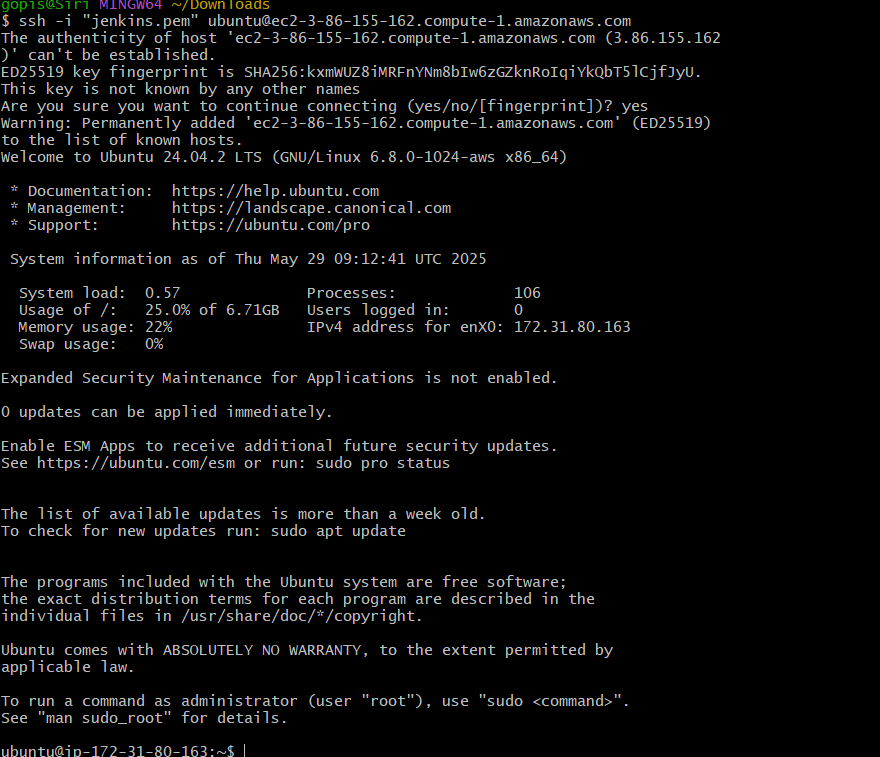 gopis@Siri MINGW64 ~/Downloads
$ ssh -i "jenkins.pem" ubuntu@ec2-3-86-155-162.compute-1.amazonaws.com
The authenticity of host 'ec2-3-86-155-162.compute-1.amazonaws.com (3.86.155.162
)' can't be established.
ED25519 key fingerprint is SHA256:kxmWUZ8iMRFnYNm8bIw6zGZknRoIqiYkQbT5lCjfJyU.
This key is not known by any other names
Are you sure you want to continue connecting (yes/no/[fingerprint])? yes
Warning: Permanently added 'ec2-3-86-155-162.compute-1.amazonaws.com' (ED25519)
to the list of known hosts.
Welcome to Ubuntu 24.04.2 LTS (GNU/Linux 6.8.0-1024-aws x86_64)

 * Documentation:  https://help.ubuntu.com
 * Management:     https://landscape.canonical.com
 * Support:        https://ubuntu.com/pro

 System information as of Thu May 29 09:12:41 UTC 2025

  System load:  0.57               Processes:             106
  Usage of /:   25.0% of 6.71GB   Users logged in:       0
  Memory usage: 22%               IPv4 address for enX0: 172.31.80.163
  Swap usage:   0%

Expanded Security Maintenance for Applications is not enabled.

0 updates can be applied immediately.

Enable ESM Apps to receive additional future security updates.
See https://ubuntu.com/esm or run: sudo pro status

The list of available updates is more than a week old.
To check for new updates run: sudo apt update

The programs included with the Ubuntu system are free software;
the exact distribution terms for each program are described in the
individual files in /usr/share/doc/*/copyright.

Ubuntu comes with ABSOLUTELY NO WARRANTY, to the extent permitted by
applicable law.

To run a command as administrator (user "root"), use "sudo <command>".
See "man sudo_root" for details.

ubuntu@ip-172-31-80-163:~$